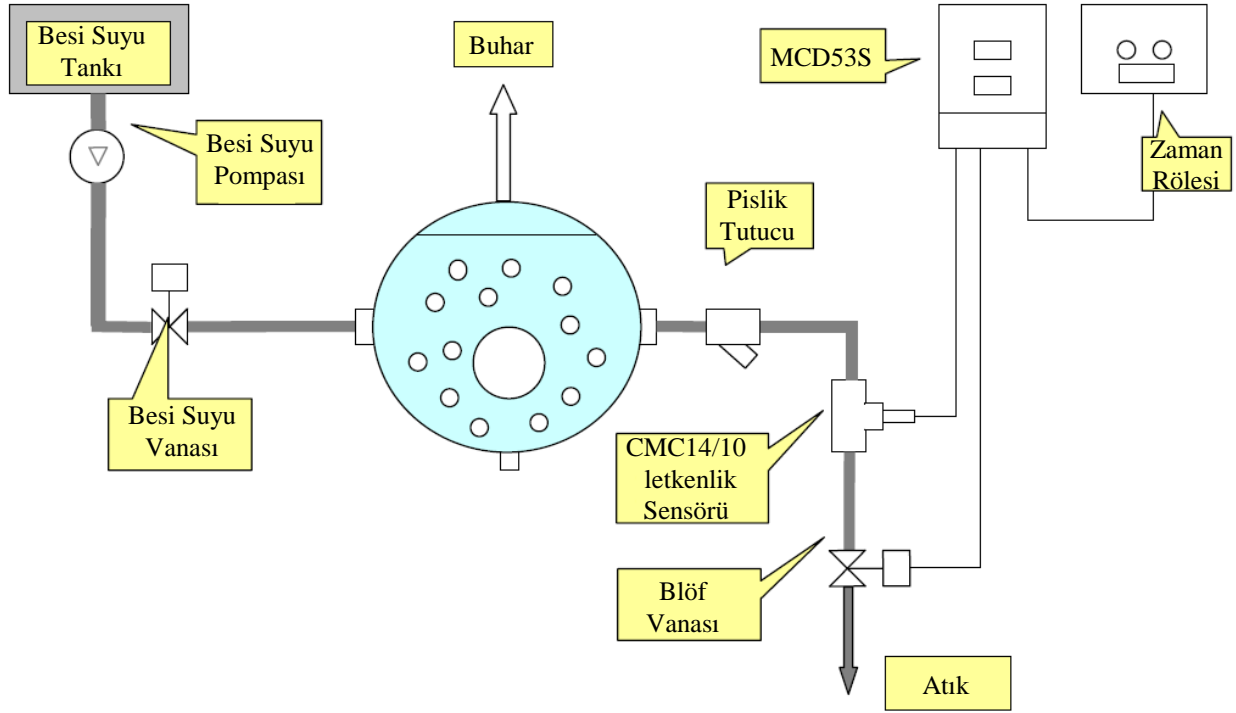 Besi Suyu
Tankı
Buhar
MCD53S
Besi Suyu
Pompası
Zaman
Rölesi
Pislik
Tutucu
Besi Suyu
Vanası
CMC14/10
letkenlik
Sensörü
Blöf
Vanası
Atık